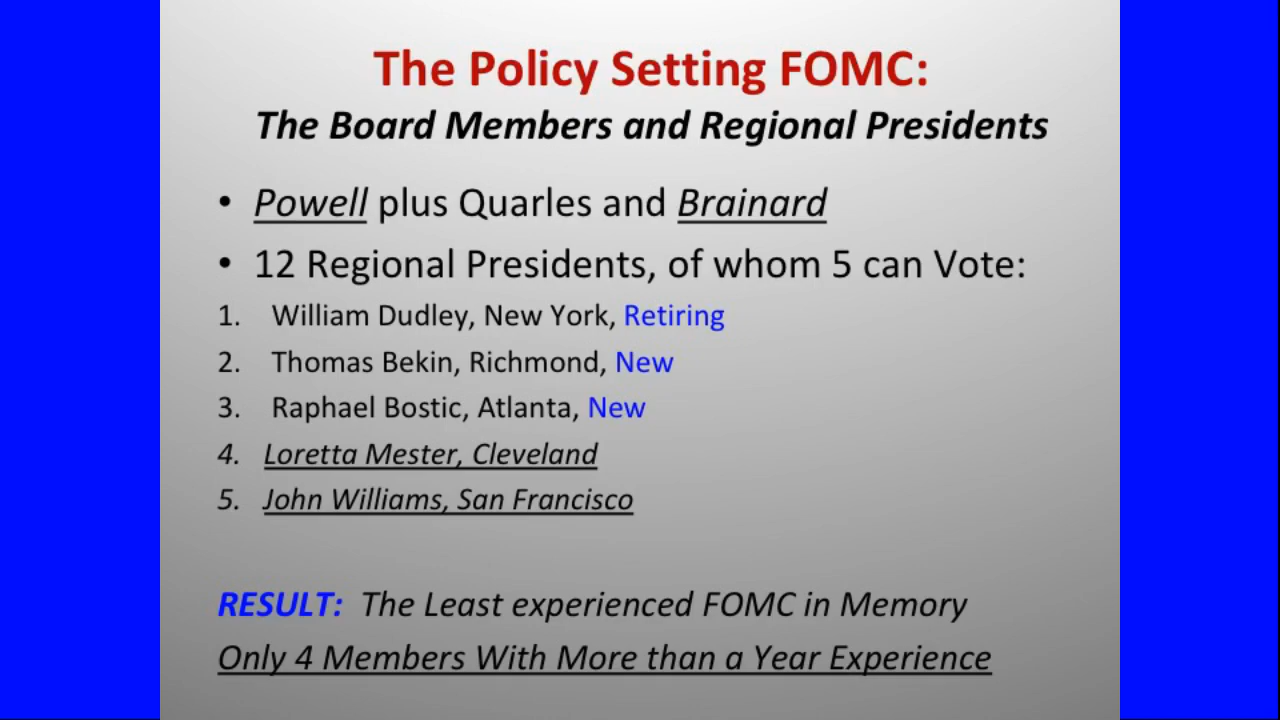 The Policy Setting FOMC:
The Board Members and Regional Presidents
• Powell plus Quarles and Brainard
• 12 Regional Presidents, of whom 5 can Vote:
1. William Dudley, New York, Retiring
2. Thomas Bekin, Richmond, New
3. Raphael Bostic, Atlanta, New
4. Loretta Mester, Cleveland
5. John Williams, San Francisco
RESULT: The Least experienced FOMC in Memory
Only 4 Members With More than a Year Experience